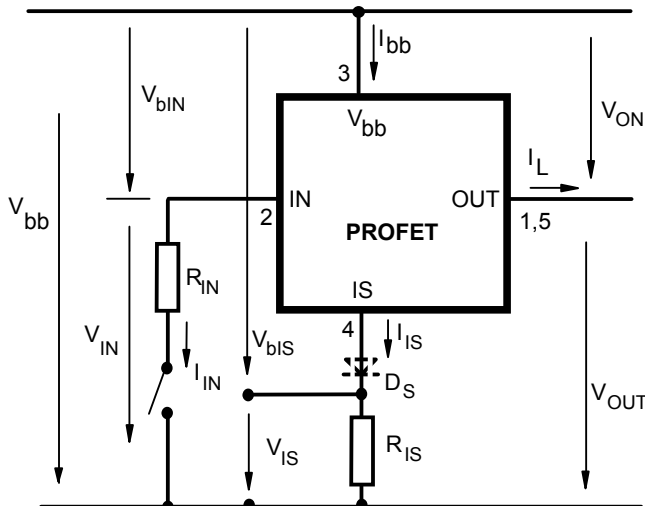 I_bb
3
V_bIN
V_bb
V_ON
I_L
IN
OUT
2
PROFET
1,5
V_bb
R_IN
IS
4
I_IS
V_IN
V_bIS
I_IN
D_S
V_OUT
V_IS
R_IS